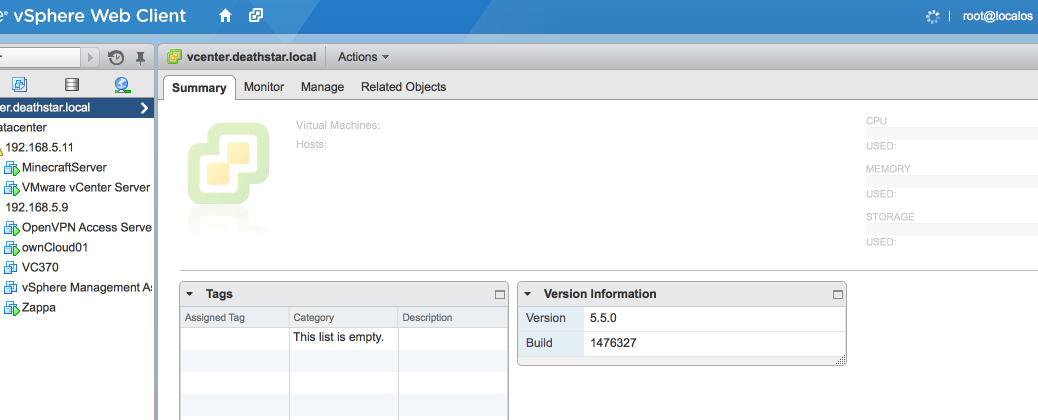 e® vSphere Web Client
root@localos
vcenter.deathstar.local Actions
Summary Monitor Manage Related Objects
er.deathstar.local
atacenter
192.168.5.11
MinecraftServer
VMware vCenter Server
192.168.5.9
OpenVPN Access Serve
ownCloud01
VC370
vSphere Management As
Zappa
Virtual Machines:
Hosts:
CPU
USED:
MEMORY
USED:
STORAGE
USED:
Tags
Assigned Tag Category Description
This list is empty.
Version Information
Version 5.5.0
Build 1476327